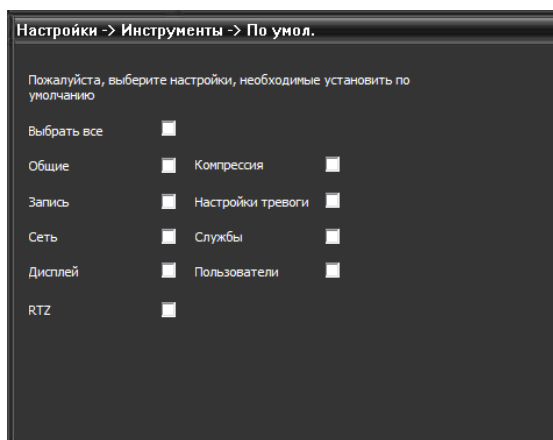 Настройки -> Инструменты -> По умол.
Пожалуйста, выберите настройки, необходимые установить по
умолчанию
Выбрать все
Общие Компрессия
Запись Настройки тревоги
Сеть Службы
Дисплей Пользователи
RTZ